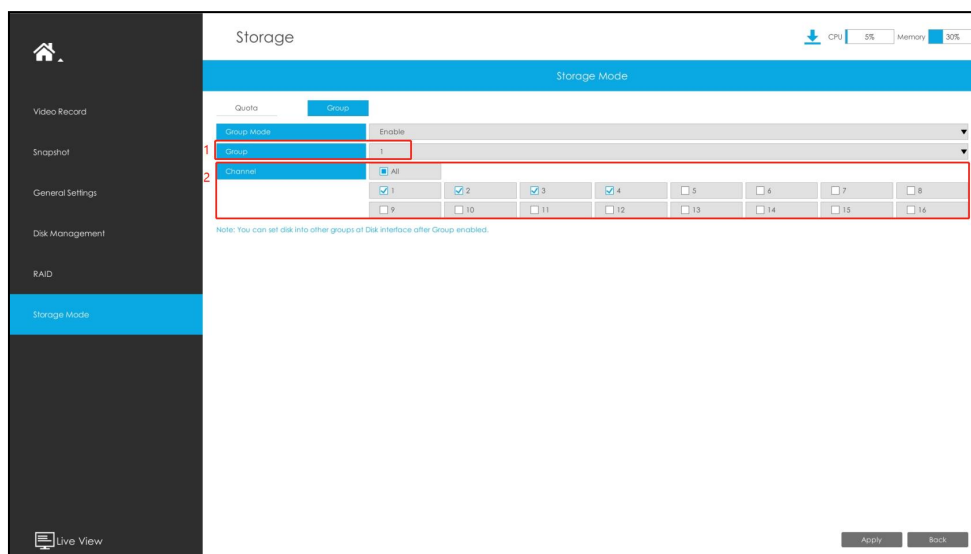 Storage
CPU 5% Memory 30%
Storage Mode
Video Record
Snapshot
General Settings
Disk Management
RAID
Storage Mode
Live View
Quota Group
Group Mode Enable
1 Group 1
2 Channel All
1 2 3 4 5 6 7 8
9 10 11 12 13 14 15 16
Note: You can set disk into other groups at Disk interface after Group enabled.
Apply Back